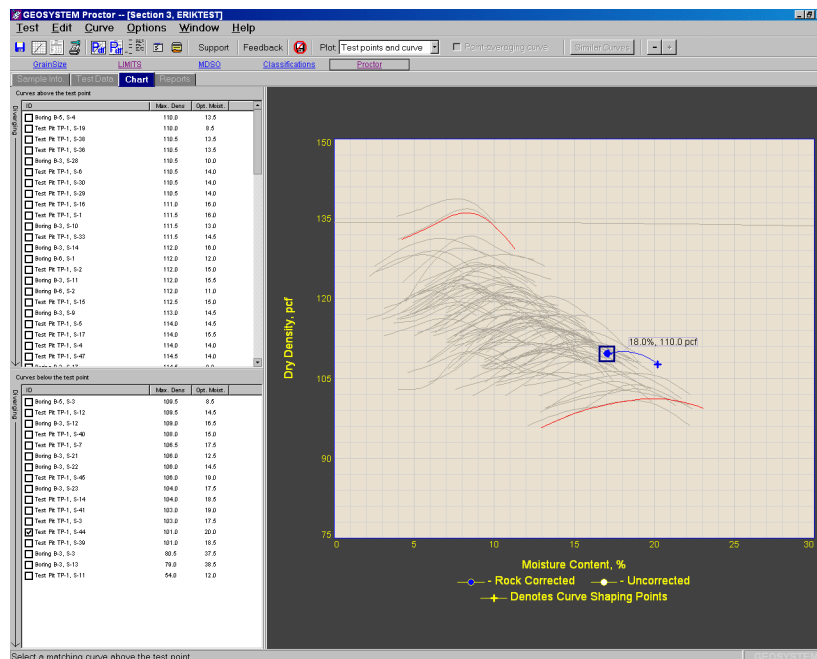 GEOSYSTEM Proctor -- [Section 3, ERIKTEST]
Test Edit Curve Options Window Help
Support Feedback Plot Test points and curve Point-averaging curve Similar Curves - +
GrainSize LIMITS MDSO Classifications Proctor
Sample Info. Test Data Chart Reports
Curves above the test point
Diverging
ID Max. Dens Opt. Moist.
Boring B-5, S-4 110.0 13.5
Test Pit TP-1, S-19 110.0 8.5
Test Pit TP-1, S-38 110.5 13.5
Test Pit TP-1, S-36 110.5 13.5
Boring B-3, S-28 110.5 10.0
Test Pit TP-1, S-6 110.5 14.0
Test Pit TP-1, S-30 110.5 14.0
Test Pit TP-1, S-29 110.5 14.0
Test Pit TP-1, S-16 111.0 16.0
Test Pit TP-1, S-1 111.5 16.0
Boring B-3, S-10 111.5 13.0
Test Pit TP-1, S-33 111.5 14.5
Boring B-3, S-14 112.0 16.0
Boring B-6, S-1 112.0 12.0
Test Pit TP-1, S-2 112.0 15.0
Boring B-3, S-11 112.0 15.5
Boring B-6, S-2 112.0 11.0
Test Pit TP-1, S-15 112.5 15.0
Boring B-3, S-9 113.0 14.5
Test Pit TP-1, S-5 114.0 14.5
Test Pit TP-1, S-17 114.0 15.5
Test Pit TP-1, S-4 114.0 14.0
Test Pit TP-1, S-47 114.5 14.0
Curves below the test point
Diverging
ID Max. Dens Opt. Moist.
Boring B-5, S-3 109.5 8.5
Test Pit TP-1, S-12 109.5 14.5
Boring B-3, S-12 109.0 16.5
Test Pit TP-1, S-40 108.0 15.0
Test Pit TP-1, S-7 106.5 17.5
Boring B-3, S-21 106.0 12.5
Boring B-3, S-22 106.0 14.5
Test Pit TP-1, S-45 106.0 19.0
Boring B-3, S-23 104.0 17.5
Test Pit TP-1, S-14 104.0 18.5
Test Pit TP-1, S-41 103.0 19.0
Test Pit TP-1, S-3 103.0 17.5
Test Pit TP-1, S-44 101.0 20.0
Test Pit TP-1, S-39 101.0 18.5
Boring B-3, S-3 80.5 37.5
Boring B-3, S-13 79.0 38.5
Test Pit TP-1, S-11 54.0 12.0
150
135
120
105
90
75
Dry Density, pcf
18.0%, 110.0 pcf
0 5 10 15 20 25 30
Moisture Content, %
- Rock Corrected - Uncorrected
Denotes Curve Shaping Points
Select a matching curve above the test point
GEOSYSTEM